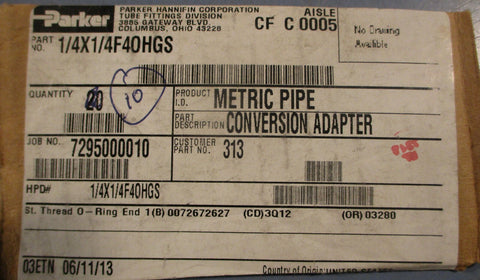 Parker
PARKER HANNIFIN CORPORATION
TUBE FITTINGS DIVISION
3885 GATEWAY BLVD.
COLUMBUS, OHIO 43228
AISLE
CF C 0005
No Drawing
Available
PART NO. 1/4X1/4F4OHGS
QUANTITY 20 10
PRODUCT I.D. METRIC PIPE
PART DESCRIPTION CONVERSION ADAPTER
JOB NO. 7295000010
CUSTOMER PART NO. 313
HPD# 1/4X1/4F4OHGS
St. Thread O-Ring End 1(B) 0072672627 (CD)3Q12 (OR) 03280
03ETN 06/11/13
Country of Origin UNITED